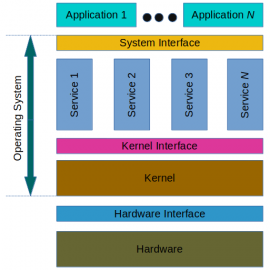 Application 1
Application N
System Interface
Operating System
Service 1
Service 2
Service 3
Service N
Kernel Interface
Kernel
Hardware Interface
Hardware